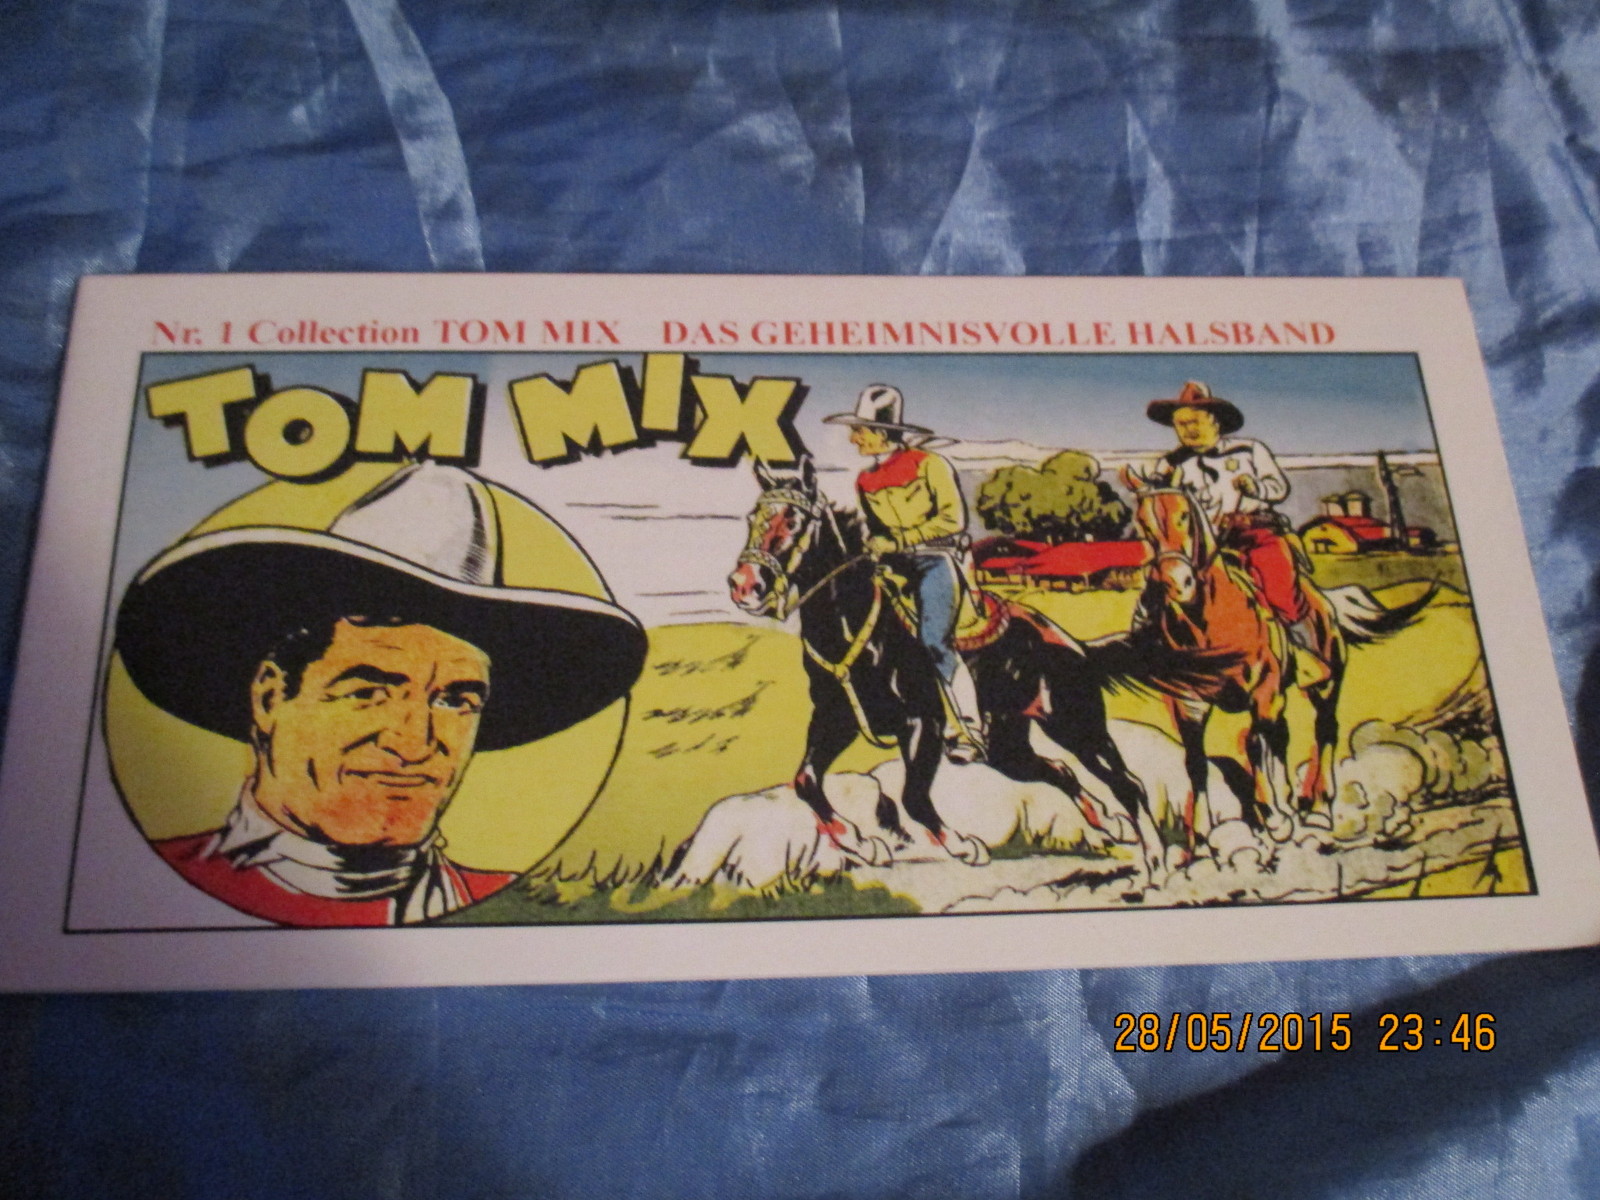 Nr. 1 Collection TOM MIX DAS GEHEIMNISVOLLE HALSBAND
TOM MIX
28/05/2015 23:46